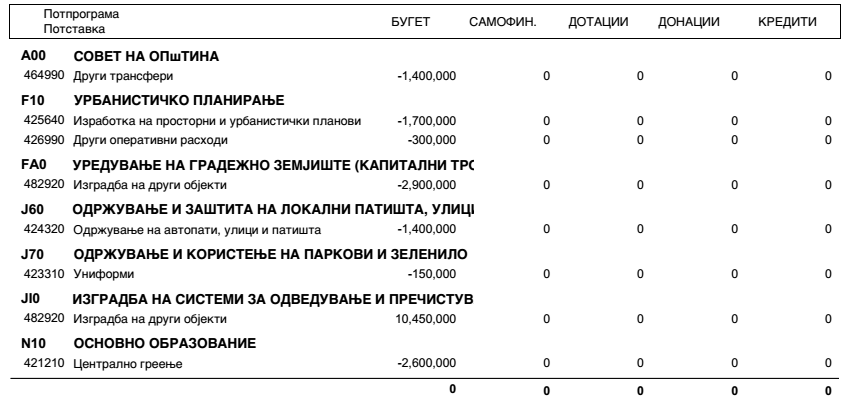 Потпрограма
Потставка БУГЕТ САМОФИН. ДОТАЦИИ ДОНАЦИИ КРЕДИТИ
A00 СОВЕТ НА ОПшТИНА
464990 Други трансфери -1,400,000 0 0 0 0
F10 УРБАНИСТИЧКО ПЛАНИРАЊЕ
425640 Изработка на просторни и урбанистички планови -1,700,000 0 0 0 0
426990 Други оперативни расходи -300,000 0 0 0 0
FA0 УРЕДУВАЊЕ НА ГРАДЕЖНО ЗЕМЈИШТЕ (КАПИТАЛНИ ТРО
482920 Изградба на други објекти -2,900,000 0 0 0 0
J60 ОДРЖУВАЊЕ И ЗАШТИТА НА ЛОКАЛНИ ПАТИШТА, УЛИЦИ
424320 Одржување на автопати, улици и патишта -1,400,000 0 0 0 0
J70 ОДРЖУВАЊЕ И КОРИСТЕЊЕ НА ПАРКОВИ И ЗЕЛЕНИЛО
423310 Униформи -150,000 0 0 0 0
JI0 ИЗГРАДБА НА СИСТЕМИ ЗА ОДВЕДУВАЊЕ И ПРЕЧИСТУВ
482920 Изградба на други објекти 10,450,000 0 0 0 0
N10 ОСНОВНО ОБРАЗОВАНИЕ
421210 Централно греење -2,600,000 0 0 0 0
0 0 0 0 0